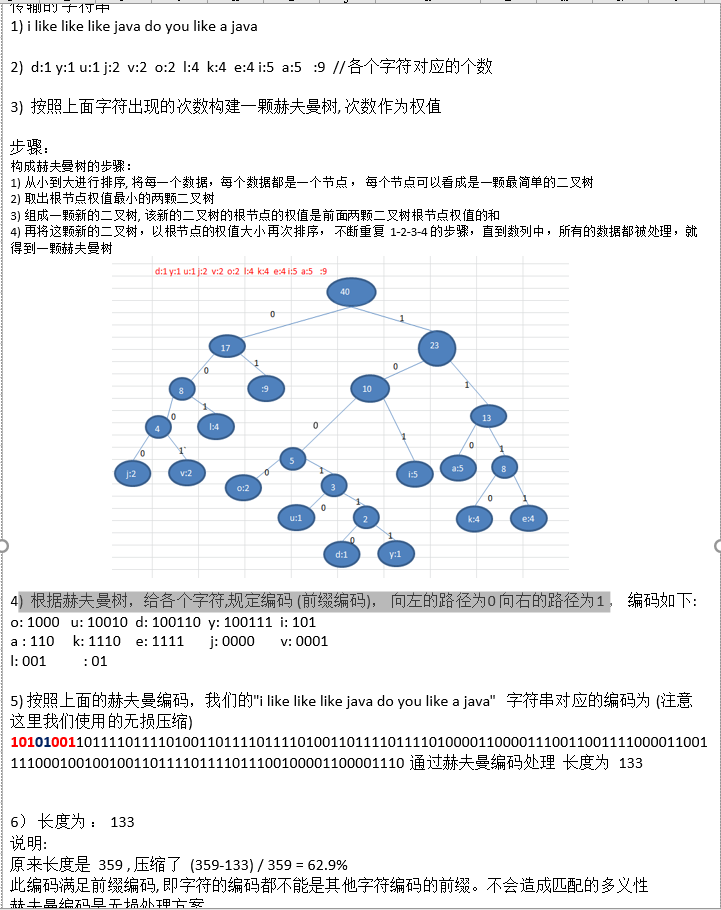 传输的字符串
1) i like like like java do you like a java
2) d:1 y:1 u:1 j:2 v:2 o:2 l:4 k:4 e:4 i:5 a:5 :9 //各个字符对应的个数
3) 按照上面字符出现的次数构建一颗赫夫曼树, 次数作为权值
步骤：
构成赫夫曼树的步骤：
1) 从小到大进行排序, 将每一个数据，每个数据都是一个节点 ， 每个节点可以看成是一颗最简单的二叉树
2) 取出根节点权值最小的两颗二叉树
3) 组成一颗新的二叉树, 该新的二叉树的根节点的权值是前面两颗二叉树根节点权值的和
4) 再将这颗新的二叉树，以根节点的权值大小 再次排序， 不断重复 1-2-3-4 的步骤，直到数列中，所有的数据都被处理，就
得到一颗赫夫曼树
d:1 y:1 u:1 j:2 v:2 o:2 l:4 k:4 e:4 i:5 a:5 :9
40
0 1
17 23
0 1 0 1
8 :9 10 13
0 1 0 1 0 1
4 l:4 5 i:5 a:5 8
0 1 0 1 0 1
j:2 v:2 o:2 3 k:4 e:4
0 1
u:1 2
0 1
d:1 y:1
4) 根据赫夫曼树，给各个字符,规定编码 (前缀编码)， 向左的路径为0 向右的路径为1 ， 编码如下:
o: 1000 u: 10010 d: 100110 y: 100111 i: 101
a : 110 k: 1110 e: 1111 j: 0000 v: 0001
l: 001 : 01
5) 按照上面的赫夫曼编码，我们的"i like like like java do you like a java" 字符串对应的编码为 (注意
这里我们使用的无损压缩)
1010100110111101111010011011110111101001101111011110100001100001110011001111000011001
111000100100100110111101111011100100001100001110 通过赫夫曼编码处理 长度为 133
6） 长度为 ： 133
说明:
原来长度是 359 , 压缩了 (359-133) / 359 = 62.9%
此编码满足前缀编码, 即字符的编码都不能是其他字符编码的前缀。不会造成匹配的多义性
赫夫曼编码是无损处理方案